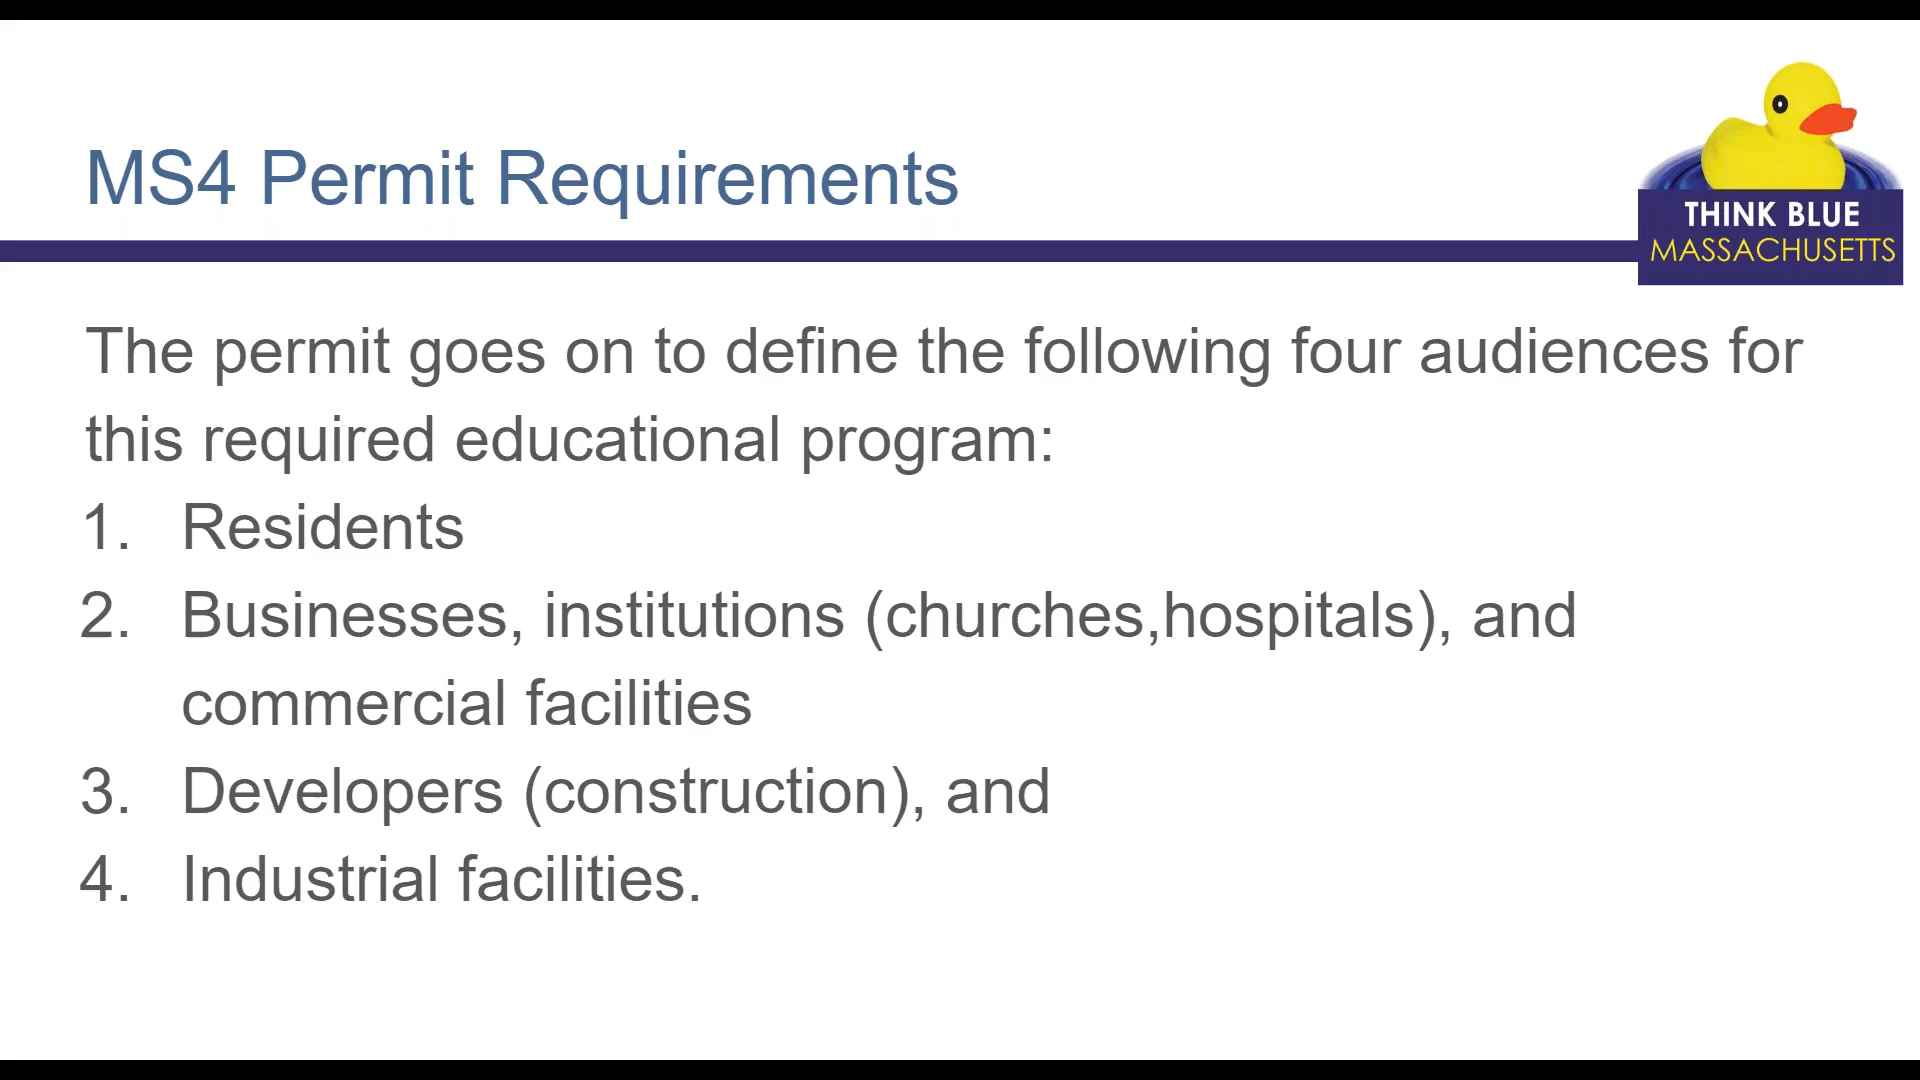 MS4 Permit Requirements
THINK BLUE
MASSACHUSETTS
The permit goes on to define the following four audiences for
this required educational program:
1. Residents
2. Businesses, institutions (churches,hospitals), and
commercial facilities
3. Developers (construction), and
4. Industrial facilities.